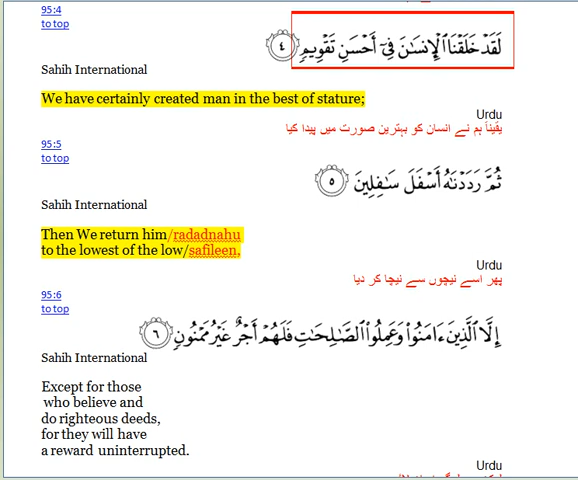 95:4
to top
لَقَدْ خَلَقْنَا ٱلْإِنسَـٰنَ فِىٓ أَحْسَنِ تَقْوِيمٍ ٤
Sahih International
We have certainly created man in the best of stature;
Urdu
یقیناً ہم نے انسان کو بہترین صورت میں پیدا کیا
95:5
to top
ثُمَّ رَدَدْنَـٰهُ أَسْفَلَ سَـٰفِلِينَ ٥
Sahih International
Then We return him/radadnahu
to the lowest of the low/safileen,
Urdu
پھر اسے نیچوں سے نیچا کر دیا
95:6
to top
إِلَّا ٱلَّذِينَ ءَامَنُوا۟ وَعَمِلُوا۟ ٱلصَّـٰلِحَـٰتِ فَلَهُمْ أَجْرٌ غَيْرُ مَمْنُونٍ ٦
Sahih International
Except for those
who believe and
do righteous deeds,
for they will have
a reward uninterrupted.
Urdu